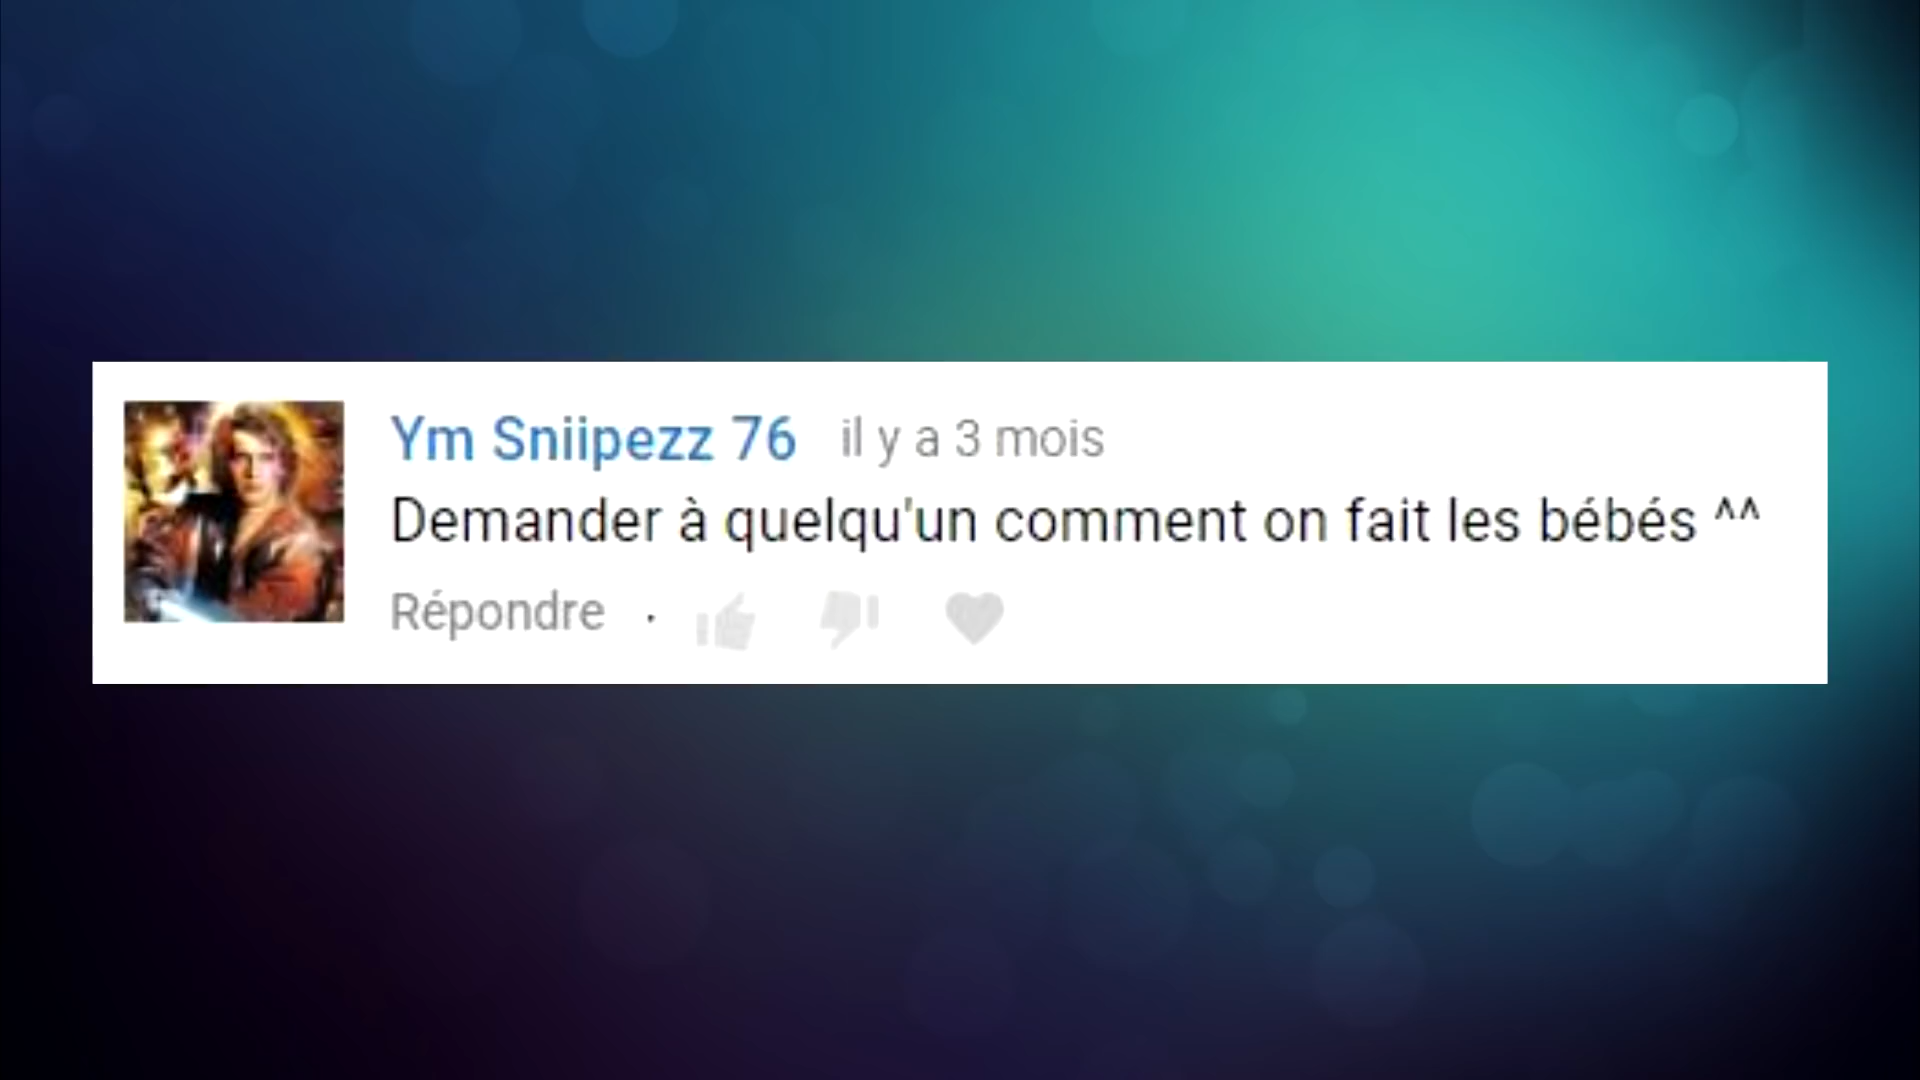 Ym Sniipezz 76 il y a 3 mois
Demander à quelqu'un comment on fait les bébés ^^
Répondre ·